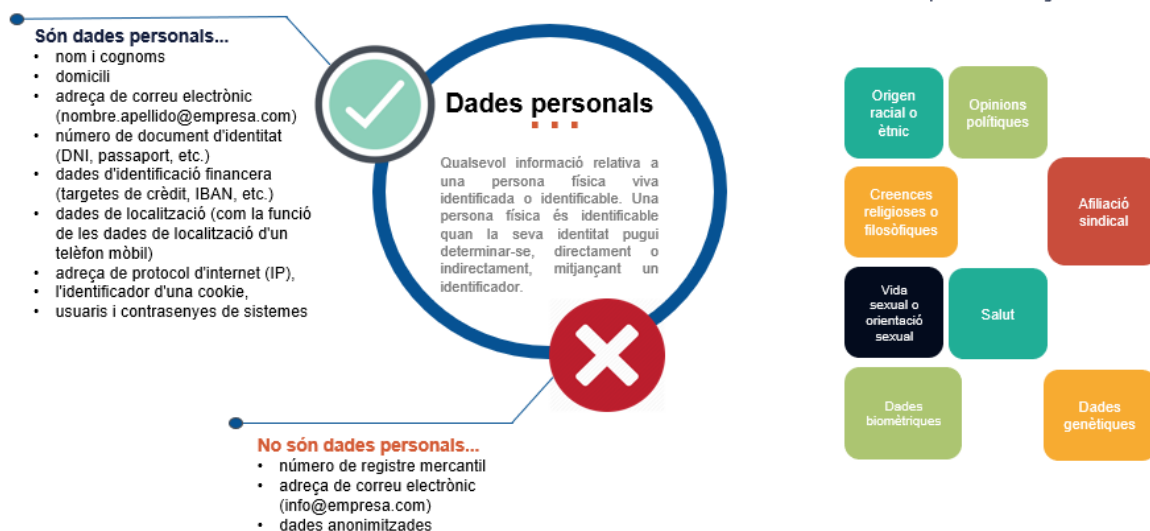 Són dades personals...
• nom i cognoms
• domicili
• adreça de correu electrònic
(nombre.apellido@empresa.com)
• número de document d'identitat
(DNI, passaport, etc.)
• dades d'identificació financera
(targetes de crèdit, IBAN, etc.)
• dades de localització (com la funció
de les dades de localització d'un
telèfon mòbil)
• adreça de protocol d'internet (IP),
• l'identificador d'una cookie,
• usuaris i contrasenyes de sistemes
Dades personals
Qualsevol informació relativa a
una persona física viva
identificada o identificable. Una
persona física és identificable
quan la seva identitat pugui
determinar-se, directament o
indirectament, mitjançant un
identificador.
No són dades personals...
• número de registre mercantil
• adreça de correu electrònic
(info@empresa.com)
• dades anonimitzades
Origen
racial o
ètnic
Opinions
polítiques
Creences
religioses o
filosòfiques
Afiliació
sindical
Vida
sexual o
orientació
sexual
Salut
Dades
biomètriques
Dades
genètiques